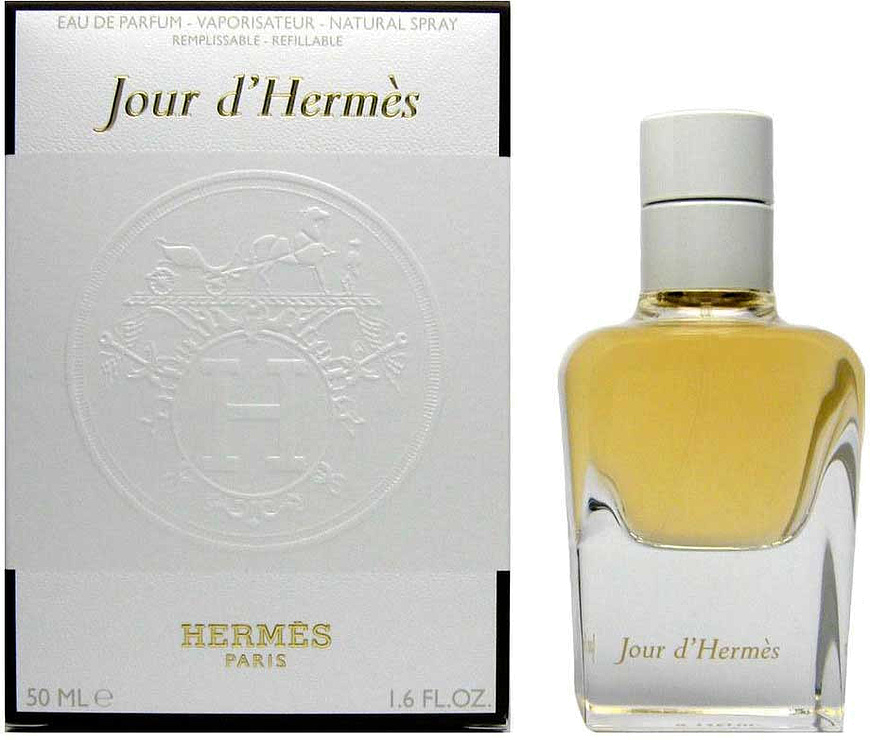 EAU DE PARFUM - VAPORISATEUR - NATURAL SPRAY
REMPLISSABLE - REFILLABLE
Jour d'Hermès
H
HERMÈS
PARIS
50 ML ℮ 1.6 FL.OZ.
Jour d'Hermès